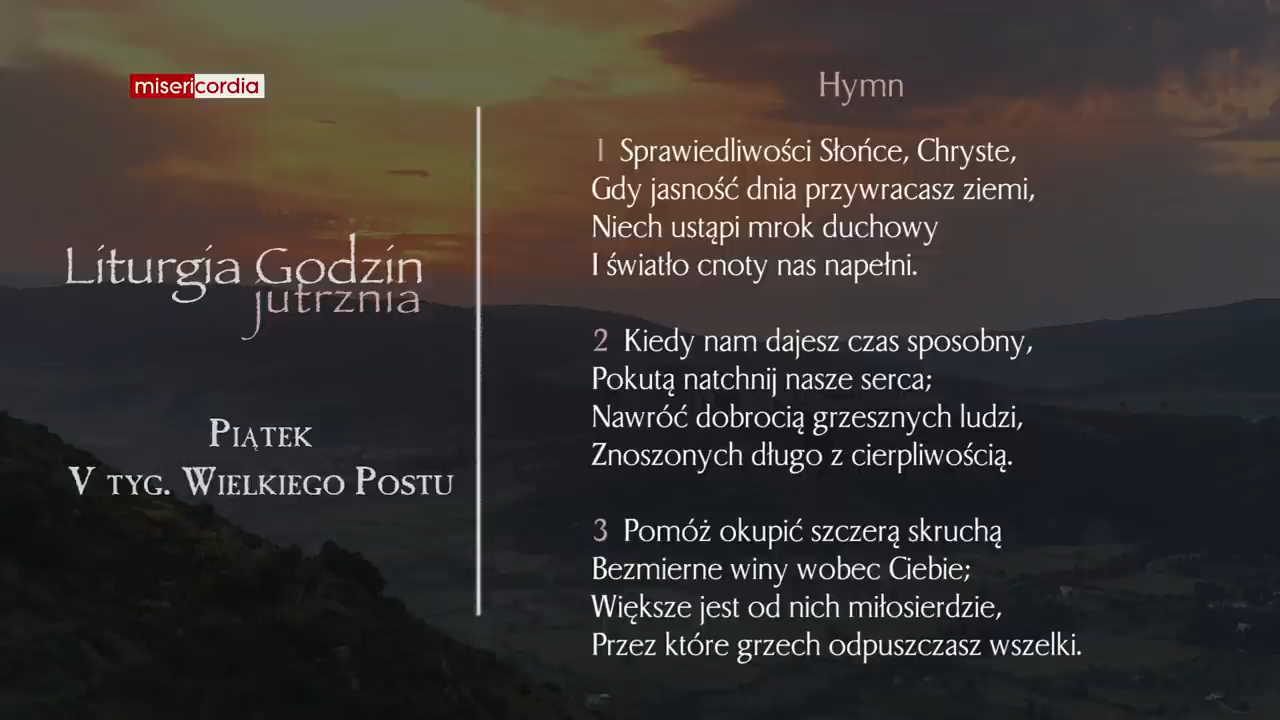 misericordia
Liturgia Godzin
jutrznia
Piątek
V tyg. Wielkiego Postu
Hymn
1 Sprawiedliwości Słońce, Chryste,
Gdy jasność dnia przywracasz ziemi,
Niech ustąpi mrok duchowy
I światło cnoty nas napełni.
2 Kiedy nam dajesz czas sposobny,
Pokutą natchnij nasze serca;
Nawróć dobrocią grzesznych ludzi,
Znoszonych długo z cierpliwością.
3 Pomóż okupić szczerą skruchą
Bezmierne winy wobec Ciebie;
Większe jest od nich miłosierdzie,
Przez które grzech odpuszczasz wszelki.